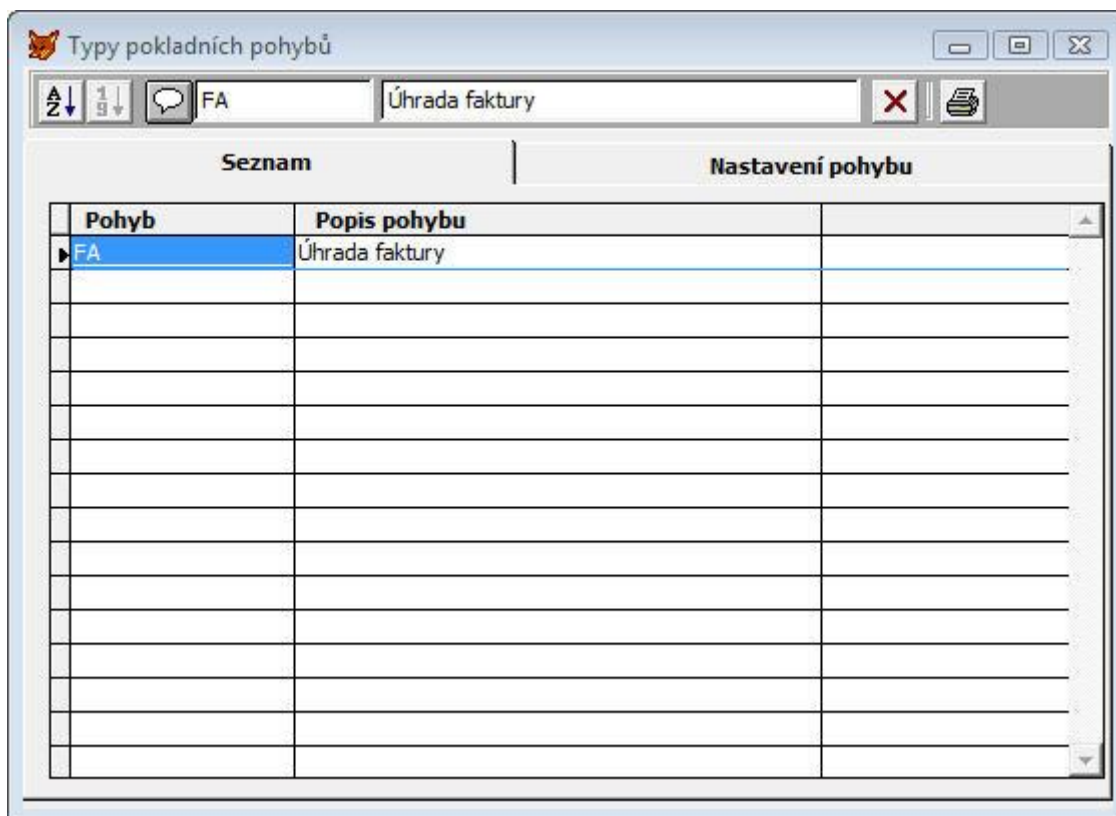 Typy pokladních pohybů
FA Úhrada faktury
Seznam Nastavení pohybu
Pohyb Popis pohybu
FA Úhrada faktury